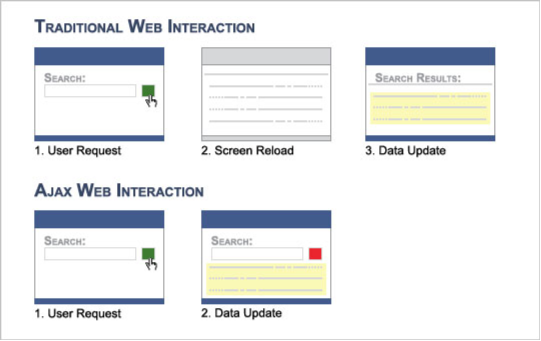 Traditional Web Interaction
Search:
Search Results:
1. User Request
2. Screen Reload
3. Data Update
Ajax Web Interaction
Search:
Search:
1. User Request
2. Data Update